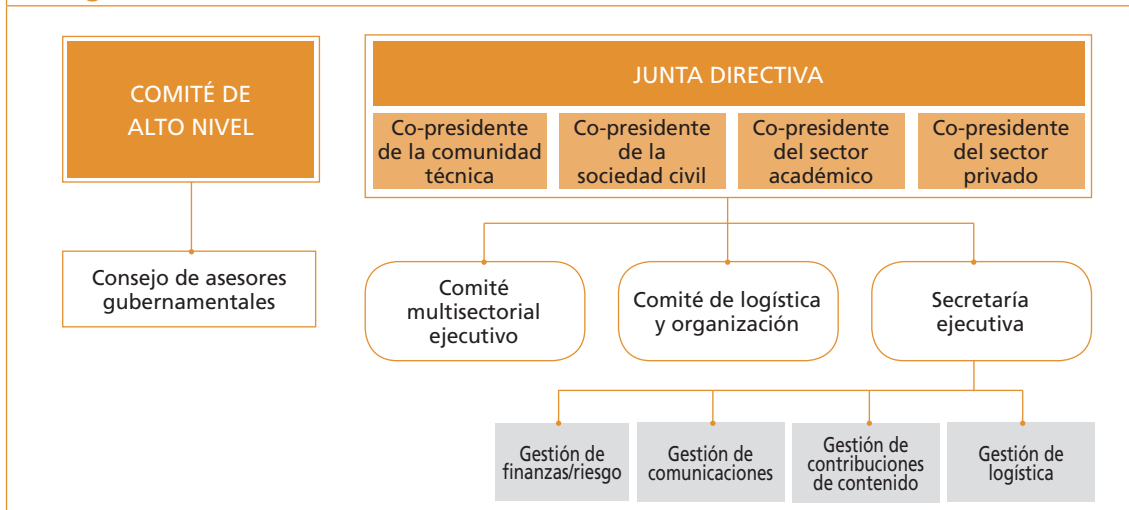 COMITÉ DE
ALTO NIVEL
Consejo de asesores
gubernamentales
JUNTA DIRECTIVA
Co-presidente
de la comunidad
técnica
Co-presidente
de la
sociedad civil
Co-presidente
del sector
académico
Co-presidente
del sector
privado
Comité
multisectorial
ejecutivo
Comité de logística
y organización
Secretaría
ejecutiva
Gestión de
finanzas/riesgo
Gestión de
comunicaciones
Gestión de
contribuciones
de contenido
Gestión de
logística